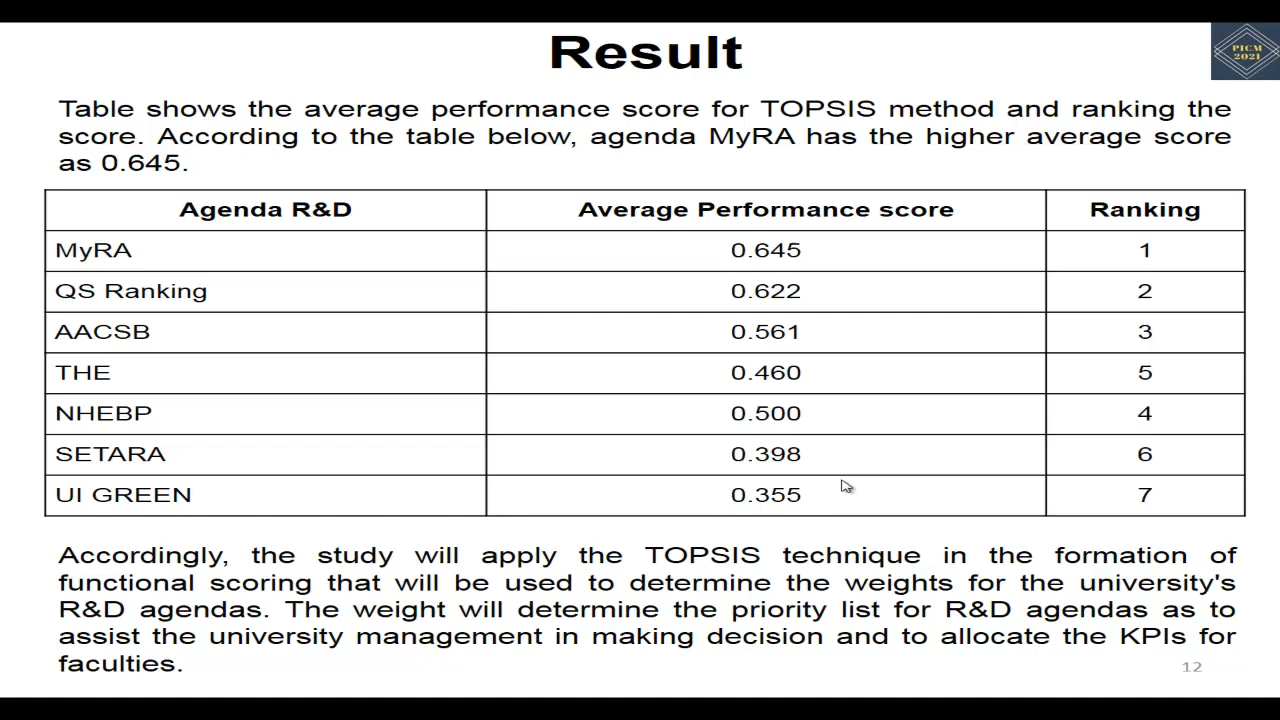 Result
PICM
2021
Table shows the average performance score for TOPSIS method and ranking the
score. According to the table below, agenda MyRA has the higher average score
as 0.645.
Agenda R&D Average Performance score Ranking
MyRA 0.645 1
QS Ranking 0.622 2
AACSB 0.561 3
THE 0.460 5
NHEBP 0.500 4
SETARA 0.398 6
UI GREEN 0.355 7
Accordingly, the study will apply the TOPSIS technique in the formation of
functional scoring that will be used to determine the weights for the university's
R&D agendas. The weight will determine the priority list for R&D agendas as to
assist the university management in making decision and to allocate the KPIs for
faculties.
12